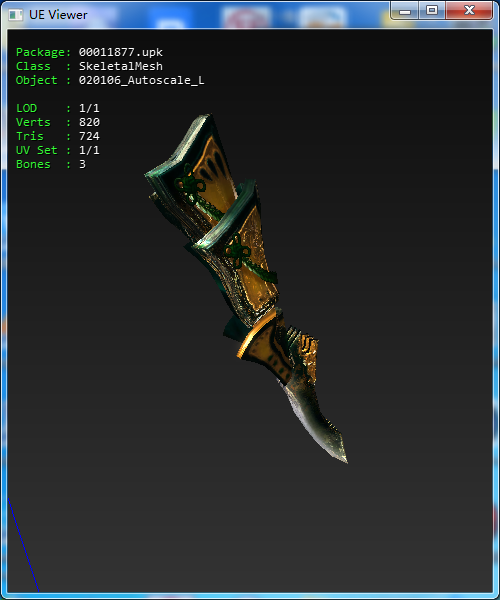 UE Viewer
Package: 00011877.upk
Class  : SkeletalMesh
Object : 020106_Autoscale_L
LOD    : 1/1
Verts  : 820
Tris   : 724
UV Set : 1/1
Bones  : 3